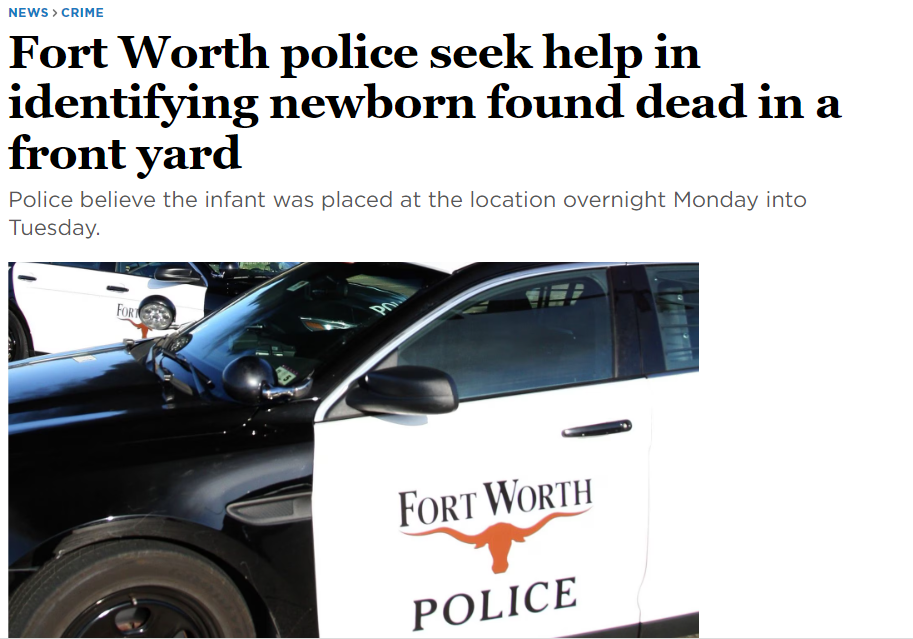 NEWS > CRIME
Fort Worth police seek help in
identifying newborn found dead in a
front yard
Police believe the infant was placed at the location overnight Monday into
Tuesday.
FORT
FORT WORTH
POLICE